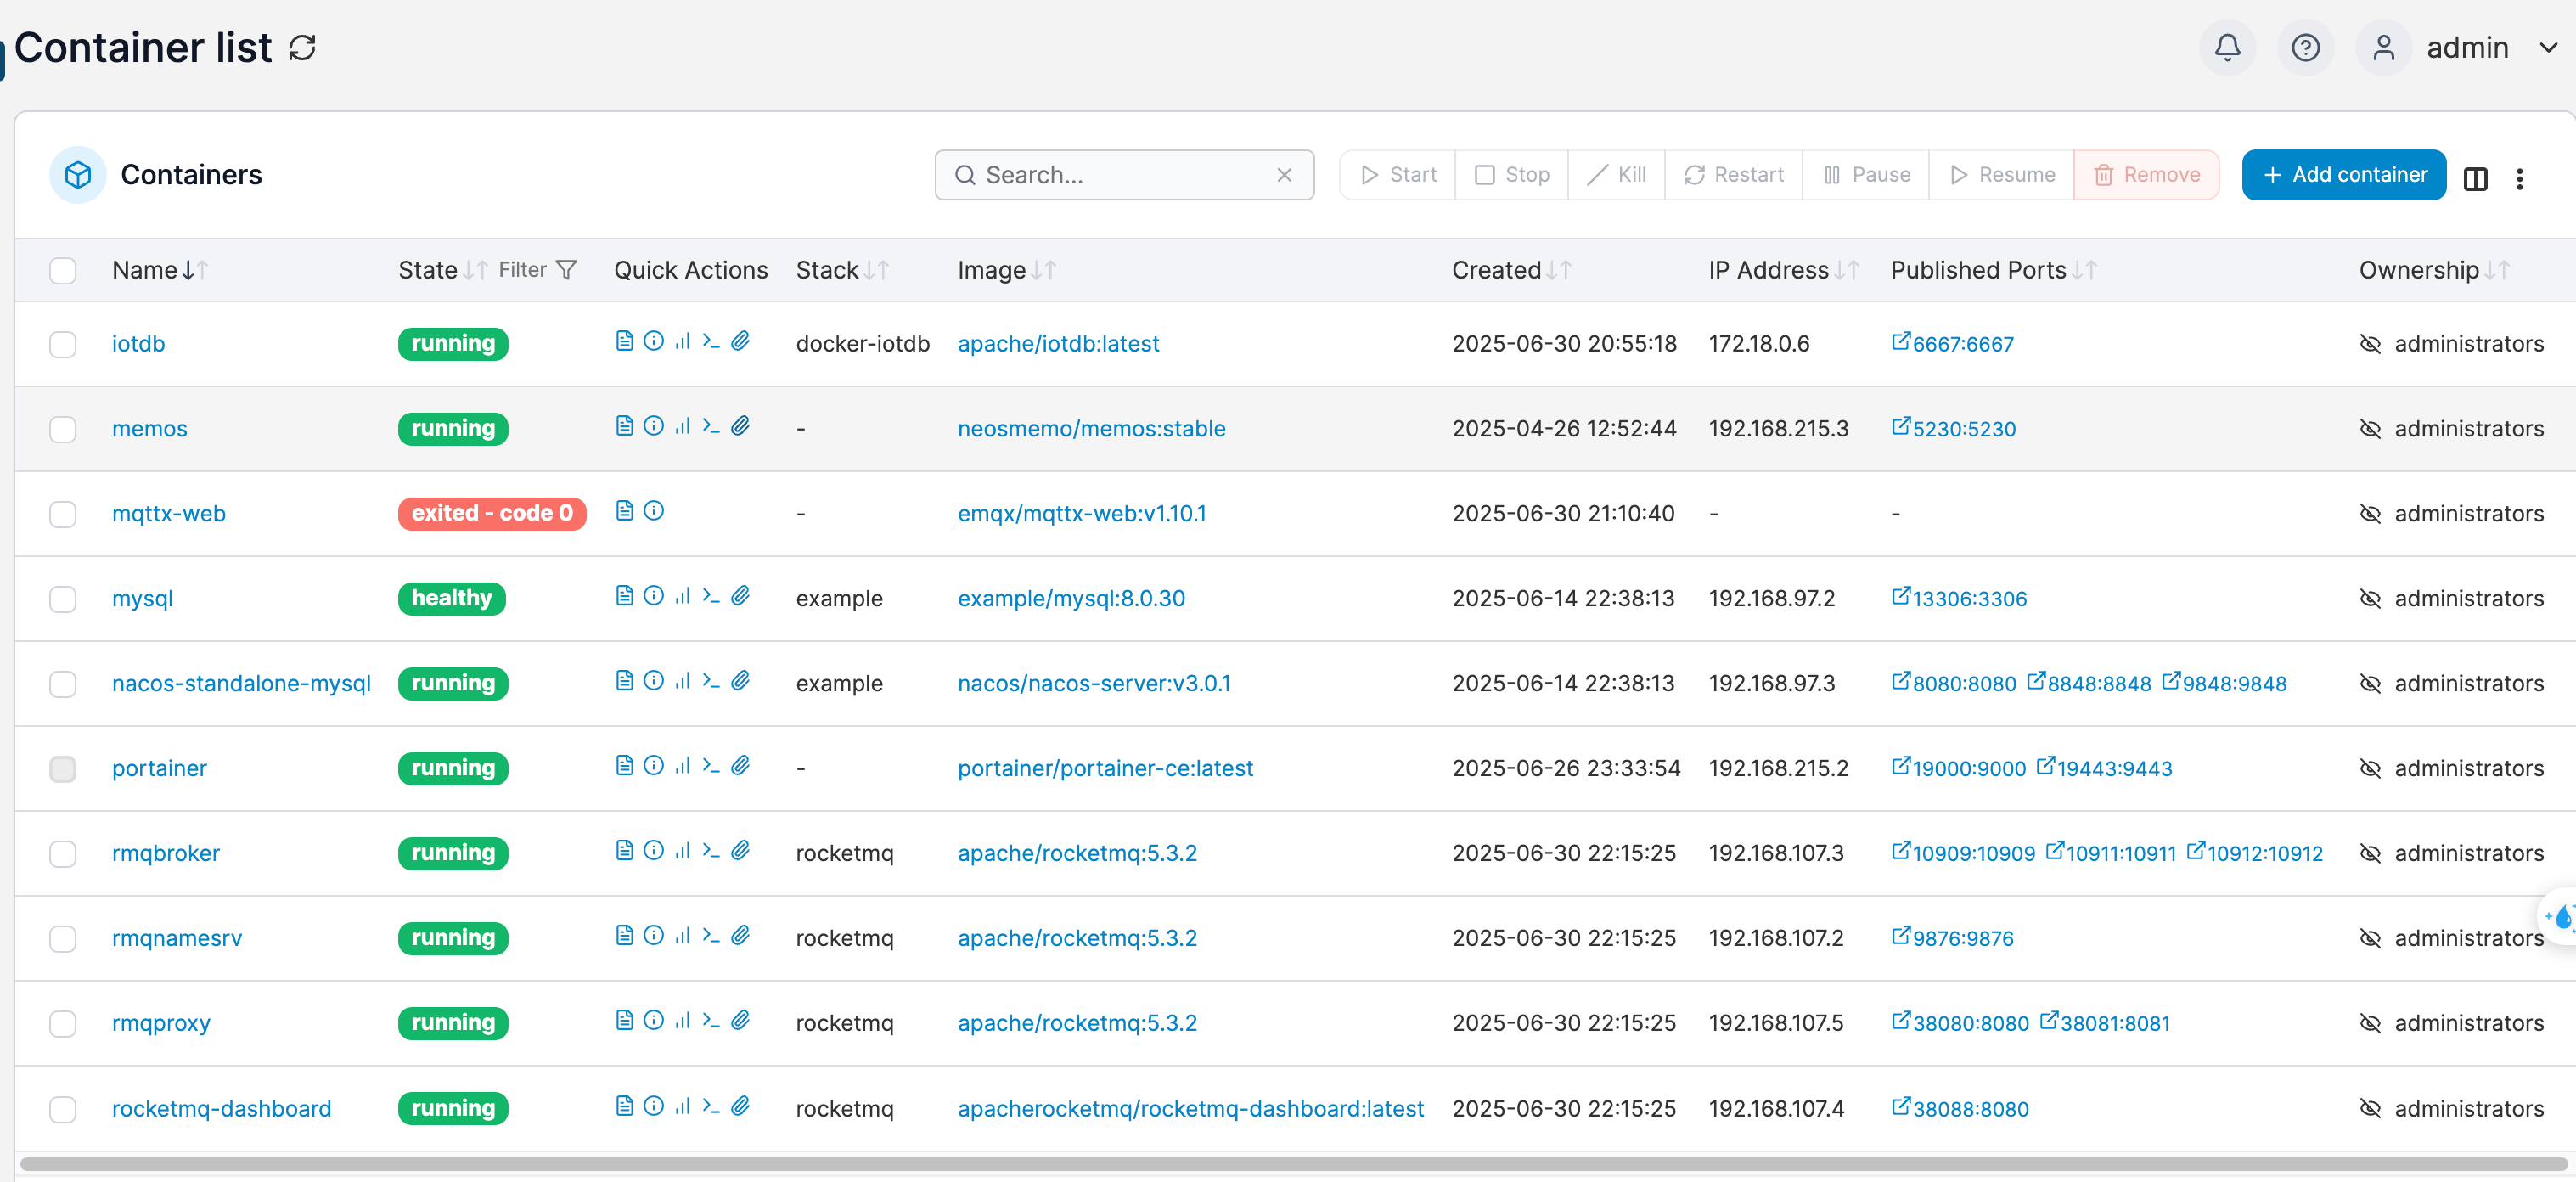 Container list
admin
Containers
Search... Start Stop Kill Restart Pause Resume Remove Add container
Name State Filter Quick Actions Stack Image Created IP Address Published Ports Ownership
iotdb running docker-iotdb apache/iotdb:latest 2025-06-30 20:55:18 172.18.0.6 6667:6667 administrators
memos running - neosmemo/memos:stable 2025-04-26 12:52:44 192.168.215.3 5230:5230 administrators
mqttx-web exited - code 0 - emqx/mqttx-web:v1.10.1 2025-06-30 21:10:40 - - administrators
mysql healthy example example/mysql:8.0.30 2025-06-14 22:38:13 192.168.97.2 13306:3306 administrators
nacos-standalone-mysql running example nacos/nacos-server:v3.0.1 2025-06-14 22:38:13 192.168.97.3 8080:8080 8848:8848 9848:9848 administrators
portainer running - portainer/portainer-ce:latest 2025-06-26 23:33:54 192.168.215.2 19000:9000 19443:9443 administrators
rmqbroker running rocketmq apache/rocketmq:5.3.2 2025-06-30 22:15:25 192.168.107.3 10909:10909 10911:10911 10912:10912 administrators
rmqnamesrv running rocketmq apache/rocketmq:5.3.2 2025-06-30 22:15:25 192.168.107.2 9876:9876 administrators
rmqproxy running rocketmq apache/rocketmq:5.3.2 2025-06-30 22:15:25 192.168.107.5 38080:8080 38081:8081 administrators
rocketmq-dashboard running rocketmq apacherocketmq/rocketmq-dashboard:latest 2025-06-30 22:15:25 192.168.107.4 38088:8080 administrators